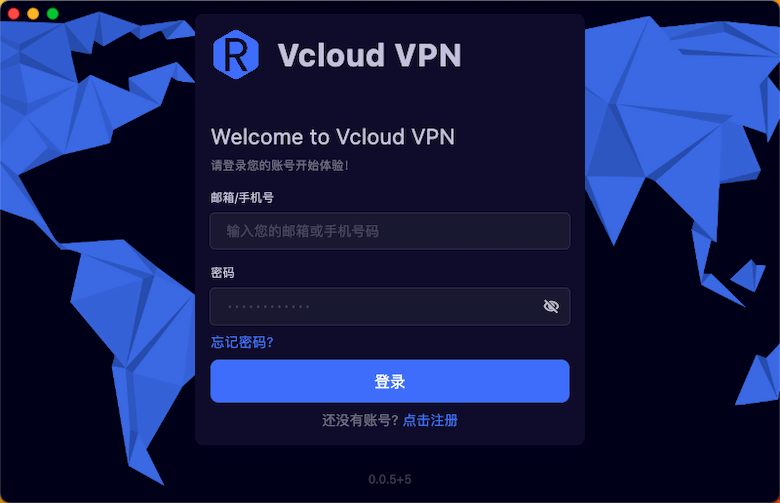 R Vcloud VPN
Welcome to Vcloud VPN
请登录您的账号开始体验!
邮箱/手机号
输入您的邮箱或手机号码
密码
忘记密码?
登录
还没有账号? 点击注册
0.0.5+5